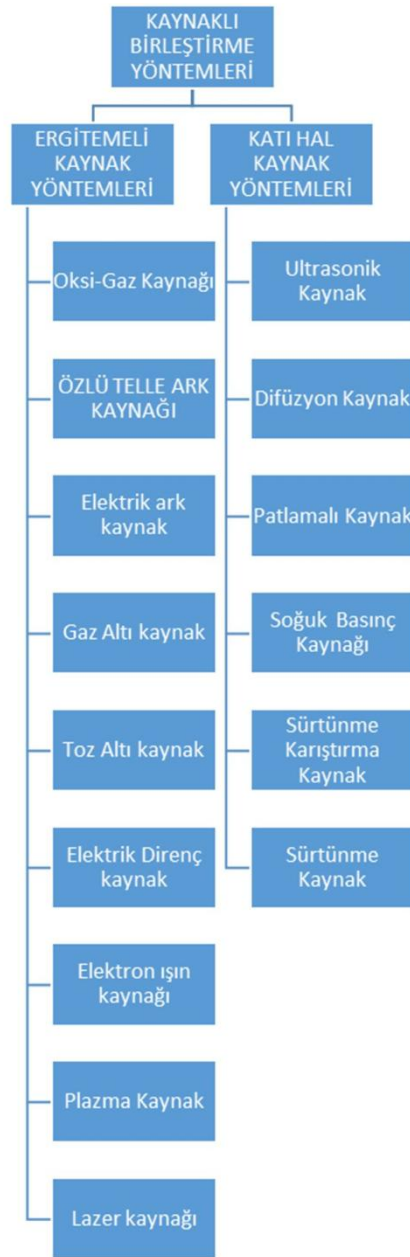 KAYNAKLI
BİRLEŞTİRME
YÖNTEMLERİ
ERGİTEMELİ
KAYNAK
YÖNTEMLERİ
Oksi-Gaz Kaynağı
ÖZLÜ TELLE ARK
KAYNAĞI
Elektrik ark
kaynak
Gaz Altı kaynak
Toz Altı kaynak
Elektrik Direnç
kaynak
Elektron ışın
kaynağı
Plazma Kaynak
Lazer kaynağı
KATI HAL
KAYNAK
YÖNTEMLERİ
Ultrasonik
Kaynak
Difüzyon Kaynak
Patlamalı Kaynak
Soğuk Basınç
Kaynağı
Sürtünme
Karıştırma
Kaynak
Sürtünme
Kaynak